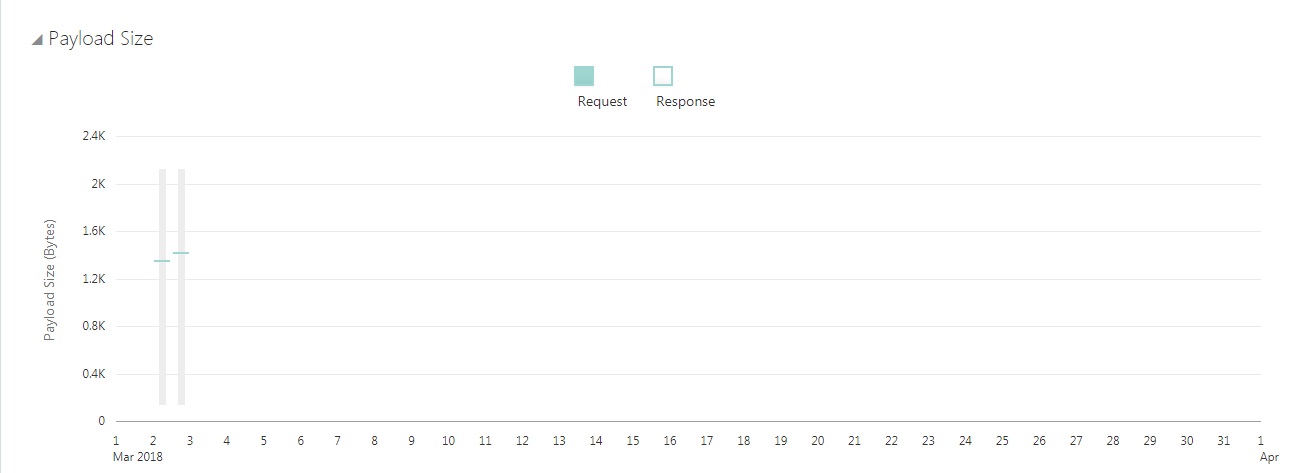 Payload Size
Request Response
2.4K
2K
1.6K
1.2K
0.8K
0.4K
0
Payload Size (Bytes)
1 2 3 4 5 6 7 8 9 10 11 12 13 14 15 16 17 18 19 20 21 22 23 24 25 26 27 28 29 30 31 1
Mar 2018 Apr